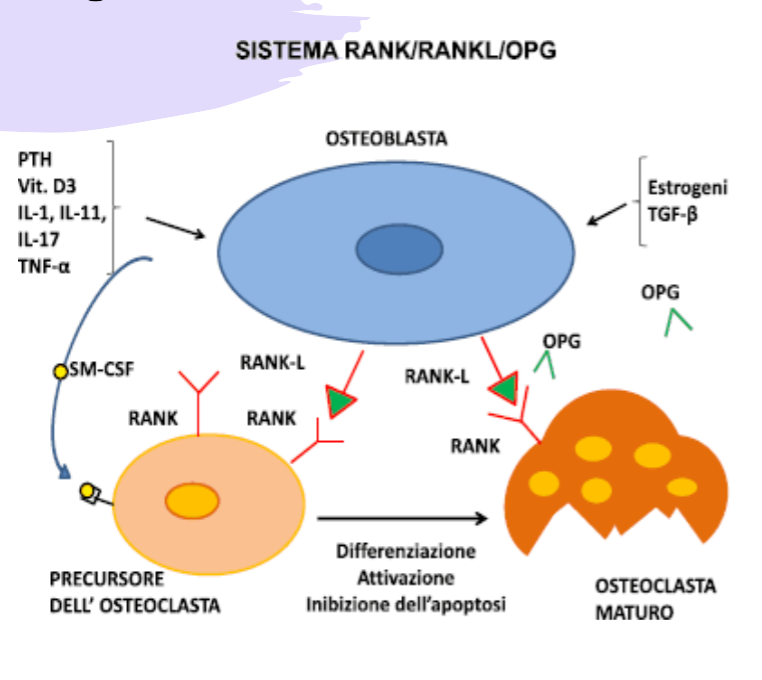 SISTEMA RANK/RANKL/OPG
OSTEOBLASTA
PTH
Vit. D3
IL-1, IL-11,
IL-17
TNF-α
Estrogeni
TGF-β
OPG
OPG
SM-CSF
RANK-L
RANK-L
RANK
RANK
RANK
Differenziazione
Attivazione
Inibizione dell'apoptosi
PRECURSORE
DELL' OSTEOCLASTA
OSTEOCLASTA
MATURO